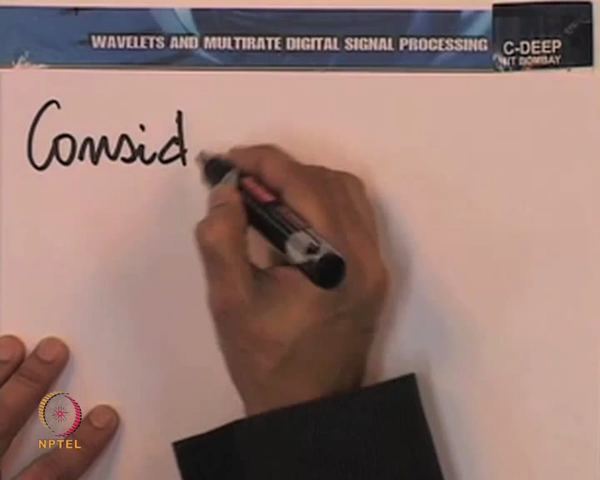 WAVELETS AND MULTIRATE DIGITAL SIGNAL PROCESSING
C-DEEP
IIT BOMBAY
Consid
NPTEL